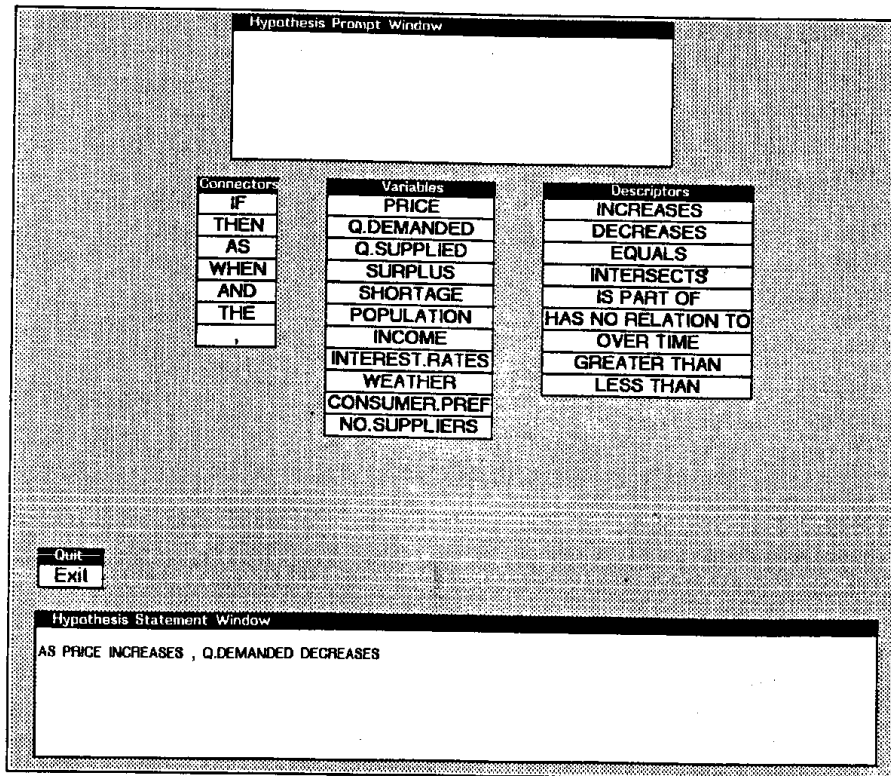 Hypothesis Prompt Window
Connectors
IF
THEN
AS
WHEN
AND
THE
,
Variables
PRICE
Q.DEMANDED
Q.SUPPLIED
SURPLUS
SHORTAGE
POPULATION
INCOME
INTEREST.RATES
WEATHER
CONSUMER.PREF
NO.SUPPLIERS
Descriptors
INCREASES
DECREASES
EQUALS
INTERSECTS
IS PART OF
HAS NO RELATION TO
OVER TIME
GREATER THAN
LESS THAN
Quit
Exit
Hypothesis Statement Window
AS PRICE INCREASES , Q.DEMANDED DECREASES